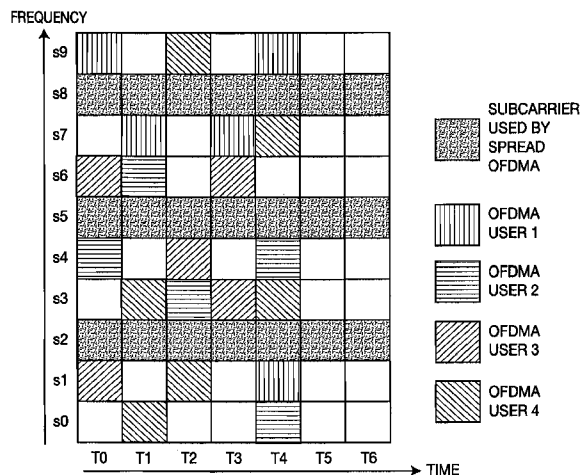 FREQUENCY
s9
s8
s7
s6
s5
s4
s3
s2
s1
s0
T0 T1 T2 T3 T4 T5 T6
TIME
SUBCARRIER
USED BY
SPREAD
OFDMA
OFDMA
USER 1
OFDMA
USER 2
OFDMA
USER 3
OFDMA
USER 4